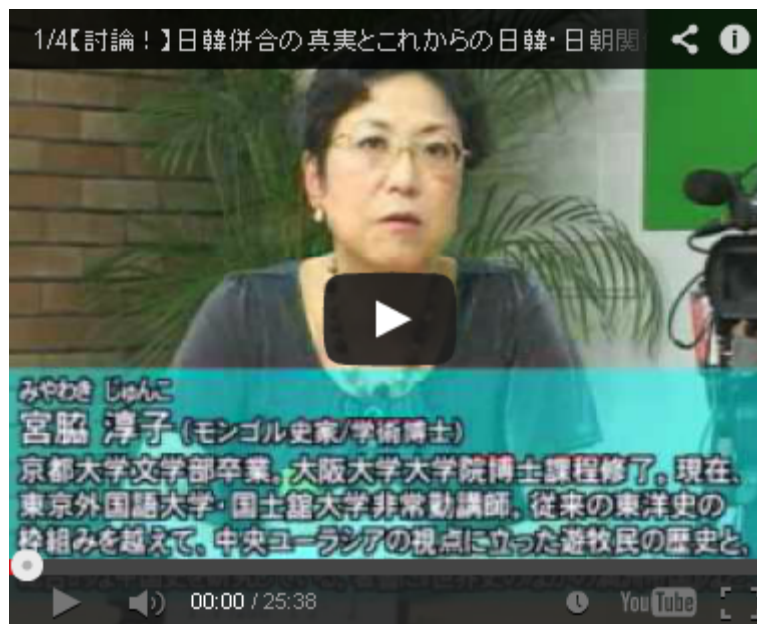 1/4【討論！】日韓併合の真実とこれからの日韓・日朝関
みやわき じゅんこ
宮脇 淳子（モンゴル史家/学術博士）
京都大学文学部卒業。大阪大学大学院博士課程修了。現在、
東京外国語大学・国士舘大学非常勤講師。従来の東洋史の
枠組みを越えて、中央ユーラシアの視点に立った遊牧民の歴史と、
00:00 / 25:38
YouTube